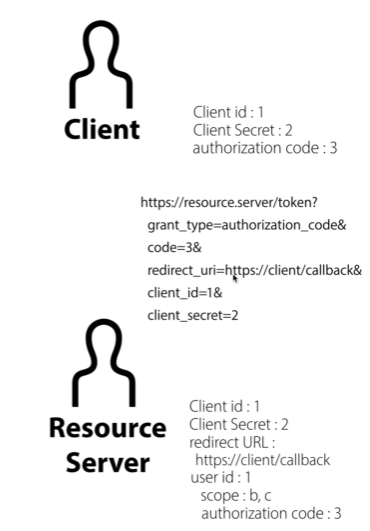 Client
Client id : 1
Client Secret : 2
authorization code : 3
https://resource.server/token?
grant_type=authorization_code&
code=3&
redirect_uri=https://client/callback&
client_id=1&
client_secret=2
Resource
Server
Client id : 1
Client Secret : 2
redirect URL :
https://client/callback
user id : 1
scope : b, c
authorization code : 3